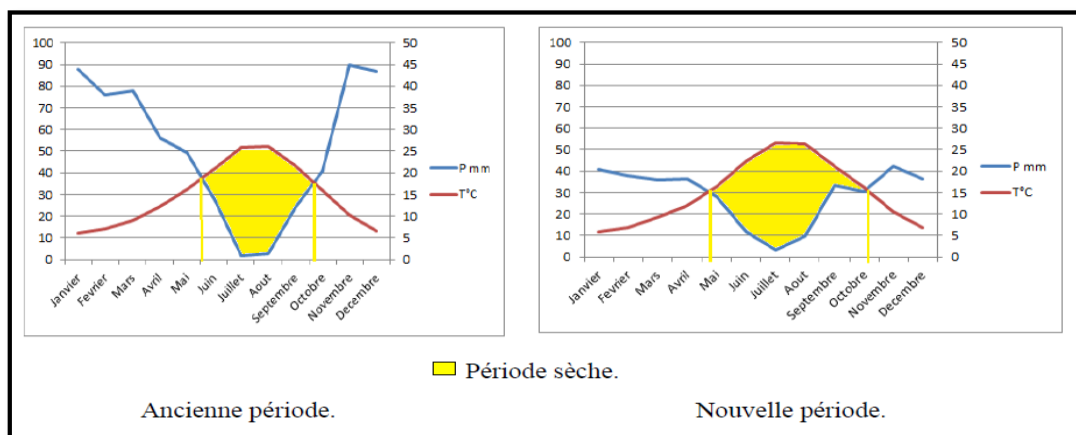 100 50
90 45
80 40
70 35
60 30
50 25
40 20
30 15
20 10
10 5
0 0
P mm
T°C
Janvier
Fevrier
Mars
Avril
Mai
Juin
Juillet
Aout
Septembre
Octobre
Novembre
Decembre
100 50
90 45
80 40
70 35
60 30
50 25
40 20
30 15
20 10
10 5
0 0
P mm
T°C
Janvier
Fevrier
Mars
Avril
Mai
Juin
Juillet
Aout
Septembre
Octobre
Novembre
Decembre
Période sèche.
Ancienne période.
Nouvelle période.